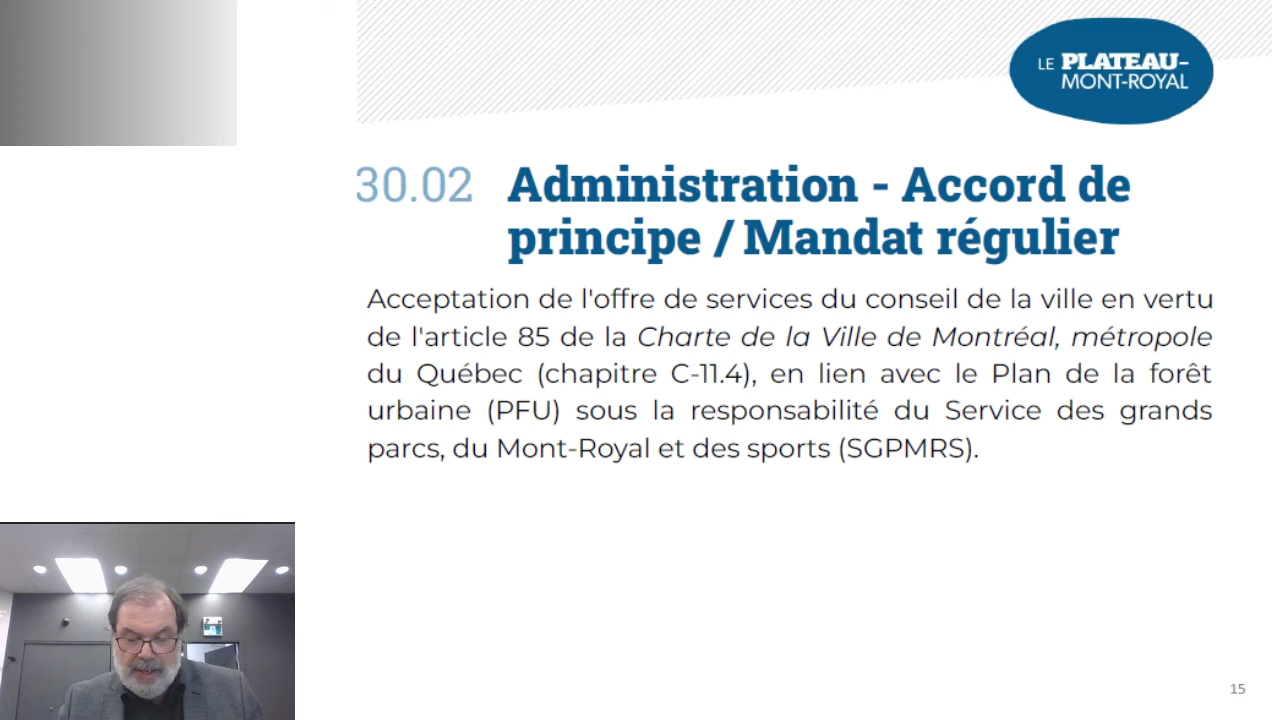 LE PLATEAU-
MONT-ROYAL
30.02 Administration - Accord de
principe / Mandat régulier
Acceptation de l'offre de services du conseil de la ville en vertu
de l'article 85 de la Charte de la Ville de Montréal, métropole
du Québec (chapitre C-11.4), en lien avec le Plan de la forêt
urbaine (PFU) sous la responsabilité du Service des grands
parcs, du Mont-Royal et des sports (SGPMRS).
15